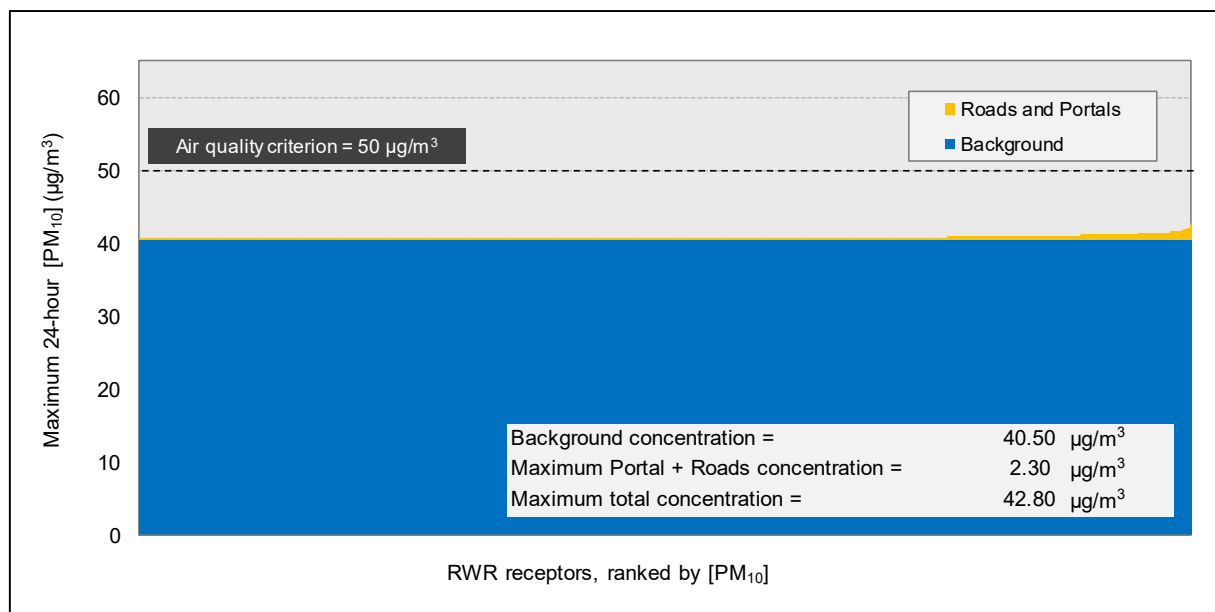 Maximum 24-hour [PM₁₀] (µg/m³)
60
50
40
30
20
10
0
Air quality criterion = 50 µg/m³
Roads and Portals
Background
Background concentration = 40.50 µg/m³
Maximum Portal + Roads concentration = 2.30 µg/m³
Maximum total concentration = 42.80 µg/m³
RWR receptors, ranked by [PM₁₀]